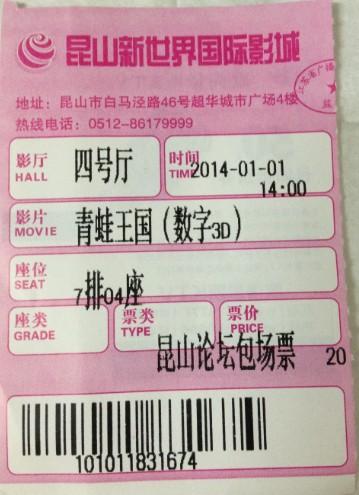 昆山新世界国际影城
地址：昆山市白马泾路46号超华城市广场4楼
热线电话：0512-86179999
影厅 HALL 四号厅
时间 TIME 2014-01-01 14:00
影片 MOVIE 青蛙王国（数字3D）
座位 SEAT 7排04座
座类 GRADE
票类 TYPE
票价 PRICE
昆山论坛包场票 20
101011831674